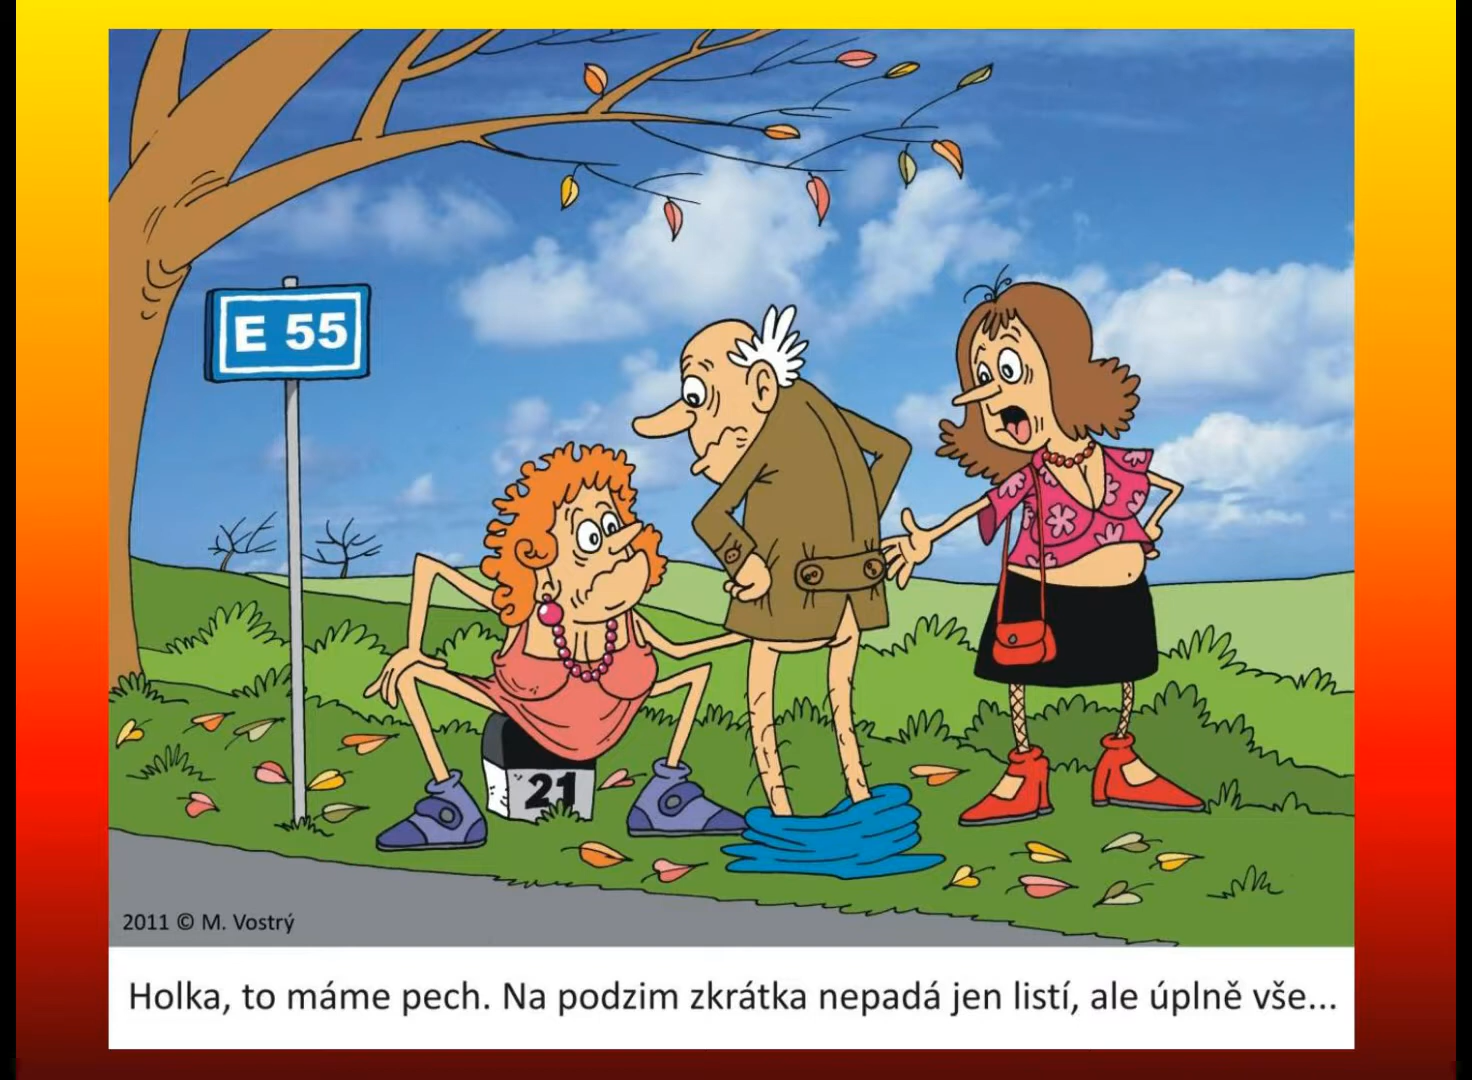 E 55
21
2011 © M. Vostrý
Holka, to máme pech. Na podzim zkrátka nepadá jen listí, ale úplně vše...